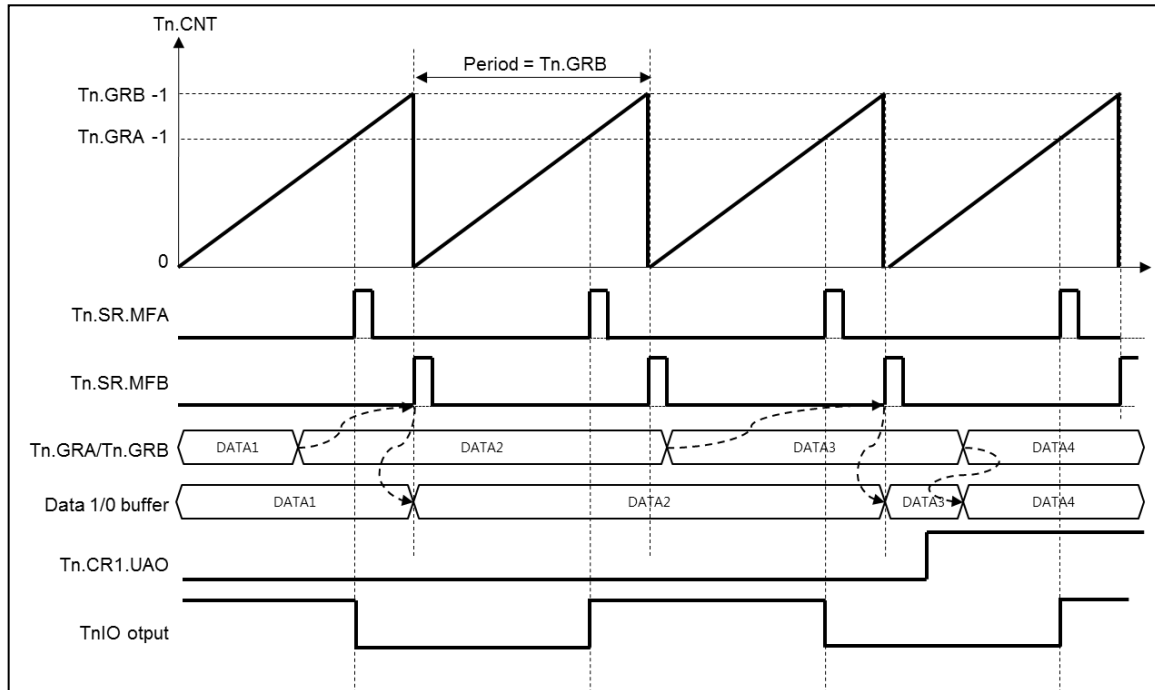 Tn.CNT
Period = Tn.GRB
Tn.GRB -1
Tn.GRA -1
0
Tn.SR.MFA
Tn.SR.MFB
Tn.GRA/Tn.GRB DATA1 DATA2 DATA3 DATA4
Data 1/0 buffer DATA1 DATA2 DATA3 DATA4
Tn.CR1.UAO
TnIO otput